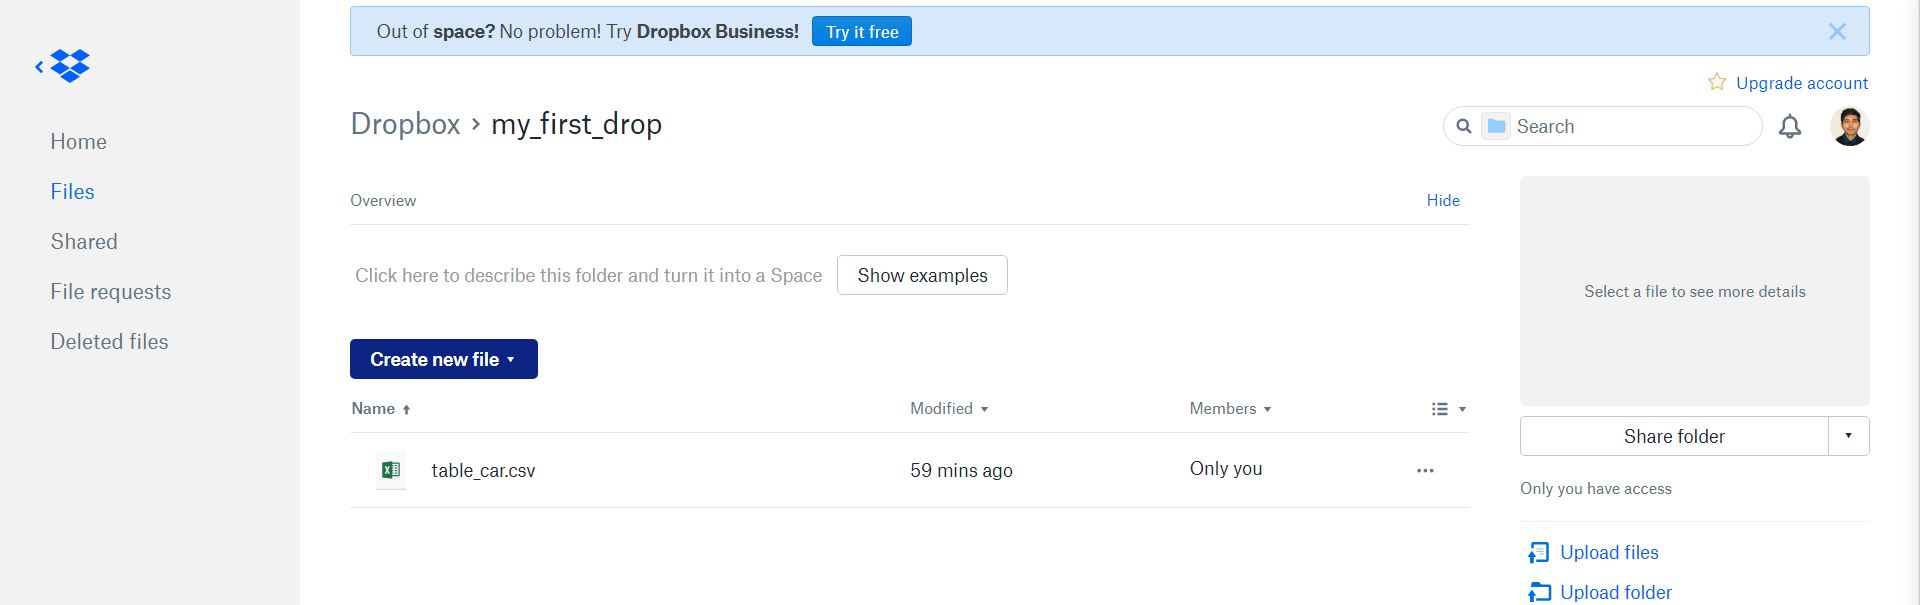 Out of space? No problem! Try Dropbox Business! Try it free
Upgrade account
Dropbox › my_first_drop
Search
Home
Files
Shared
File requests
Deleted files
Overview Hide
Click here to describe this folder and turn it into a Space Show examples
Create new file
Name Modified Members
table_car.csv 59 mins ago Only you
Select a file to see more details
Share folder
Only you have access
Upload files
Upload folder